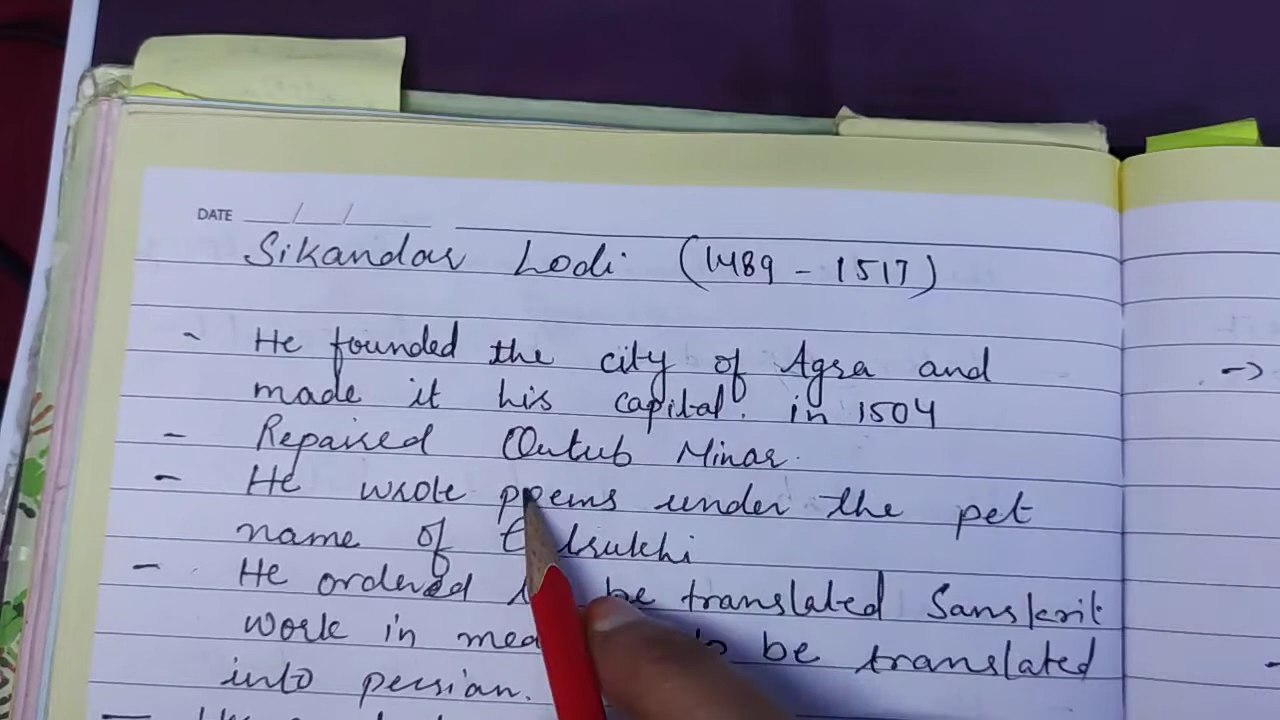 DATE / /
Sikandar Lodi (1489 - 1517)
- He founded the city of Agra and
made it his capital. in 1504
- Repaired Qutub Minar.
- He wrote poems under the pet
name of
- He ordered be translated Sanskrit
work in be translated
into persian.
->